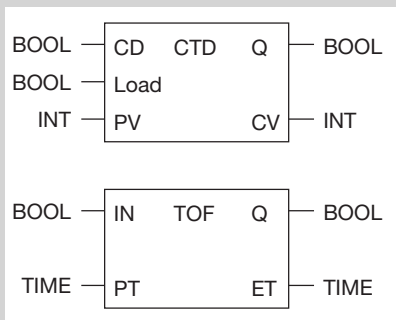 BOOL CD CTD Q BOOL
BOOL Load
INT PV CV INT
BOOL IN TOF Q BOOL
TIME PT ET TIME